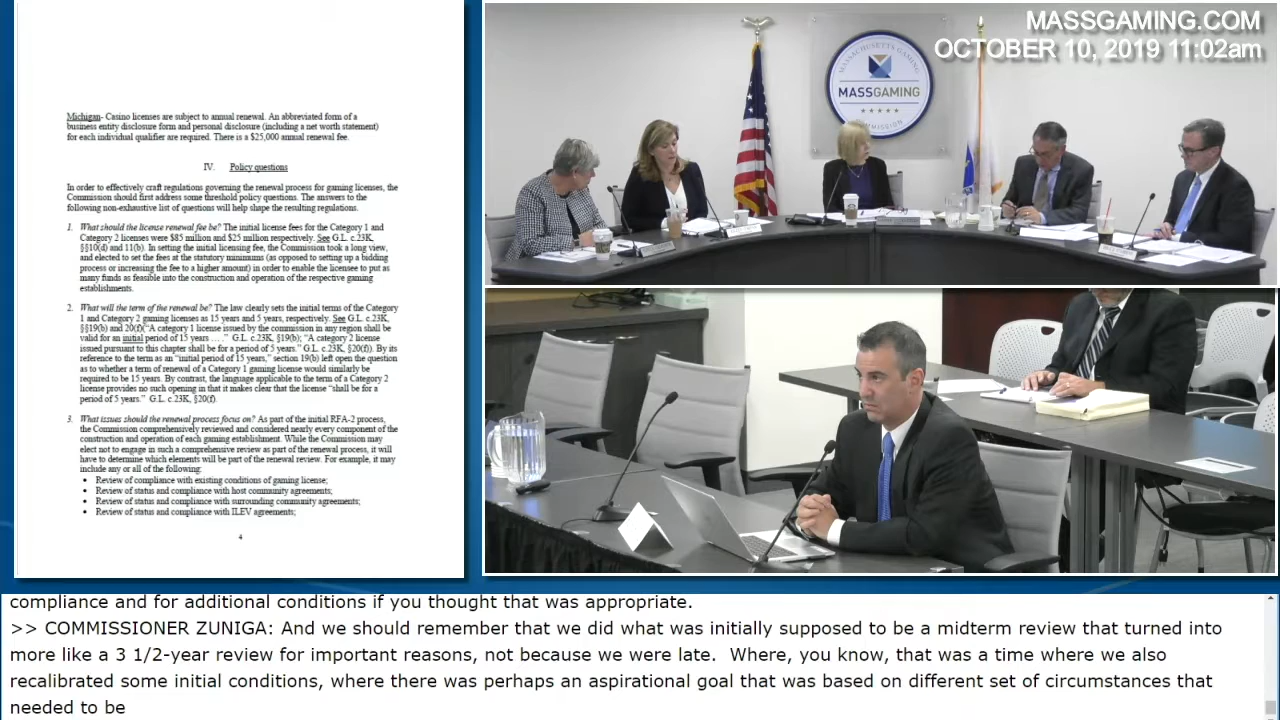 Michigan- Casino licenses are subject to annual renewal. An abbreviated form of a
business entity disclosure form and personal disclosure (including a net worth statement)
for each individual qualifier are required. There is a $25,000 annual renewal fee.
IV. Policy questions
In order to effectively craft regulations governing the renewal process for gaming licenses, the
Commission should first address some threshold policy questions. The answers to the
following non-exhaustive list of questions will help shape the resulting regulations.
1. What should the license renewal fee be? The initial license fees for the Category 1 and
Category 2 licenses were $85 million and $25 million respectively. See G.L. c.23K,
§§10(d) and 11(b). In setting the initial licensing fee, the Commission took a long view,
and elected to set the fees at the statutory minimums (as opposed to setting up a bidding
process or increasing the fee to a higher amount) in order to enable the licensee to put as
many funds as feasible into the construction and operation of the respective gaming
establishments.
2. What will the term of the renewal be? The law clearly sets the initial terms of the Category
1 and Category 2 gaming licenses as 15 years and 5 years, respectively. See G.L. c.23K,
§§19(b) and 20(f)("A category 1 license issued by the commission in any region shall be
valid for an initial period of 15 years . . . ." G.L. c.23K, §19(b); "A category 2 license
issued pursuant to this chapter shall be for a period of 5 years." G.L. c.23K, §20(f)). By its
reference to the term as an "initial period of 15 years," section 19(b) left open the question
as to whether a term of renewal of a Category 1 gaming license would similarly be
required to be 15 years. By contrast, the language applicable to the term of a Category 2
license provides no such opening in that it makes clear that the license "shall be for a
period of 5 years." G.L. c.23K, §20(f).
3. What issues should the renewal process focus on? As part of the initial RFA-2 process,
the Commission comprehensively reviewed and considered nearly every component of the
construction and operation of each gaming establishment. While the Commission may
elect not to engage in such a comprehensive review as part of the renewal process, it will
have to determine which elements will be part of the renewal review. For example, it may
include any or all of the following:
• Review of compliance with existing conditions of gaming license;
• Review of status and compliance with host community agreements;
• Review of status and compliance with surrounding community agreements;
• Review of status and compliance with ILEV agreements;
4
MASSGAMING.COM
OCTOBER 10, 2019 11:02am
MASSACHUSETTS GAMING
MASSGAMING
COMMISSION
compliance and for additional conditions if you thought that was appropriate.
>> COMMISSIONER ZUNIGA: And we should remember that we did what was initially supposed to be a midterm review that turned into
more like a 3 1/2-year review for important reasons, not because we were late.  Where, you know, that was a time where we also
recalibrated some initial conditions, where there was perhaps an aspirational goal that was based on different set of circumstances that
needed to be